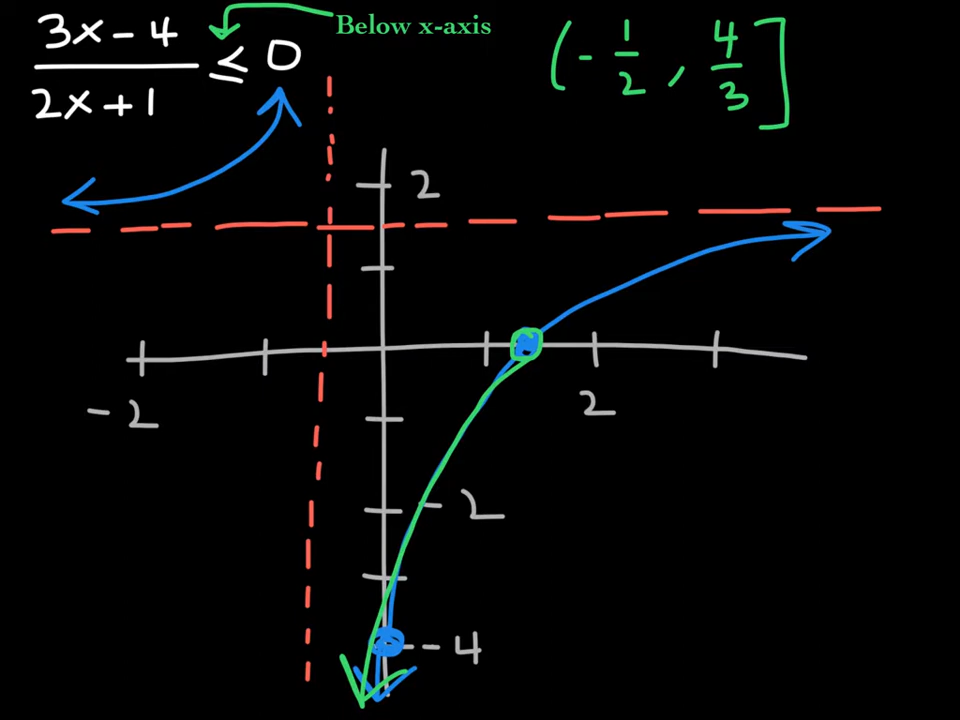 3x - 4
2x + 1
≤ 0
Below x-axis
(-1/2, 4/3]
2
-2
2
-2
-4